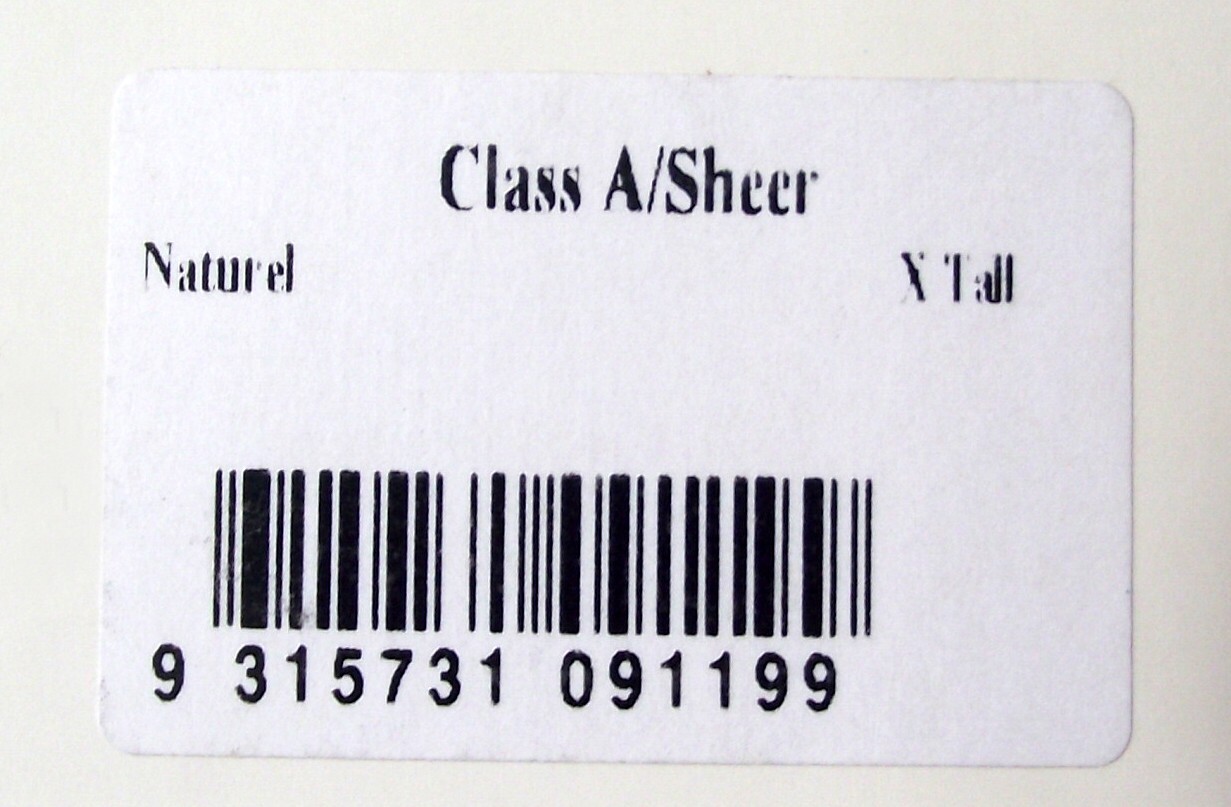 Class A/Sheer
Naturel X Tall
9 315731 091199